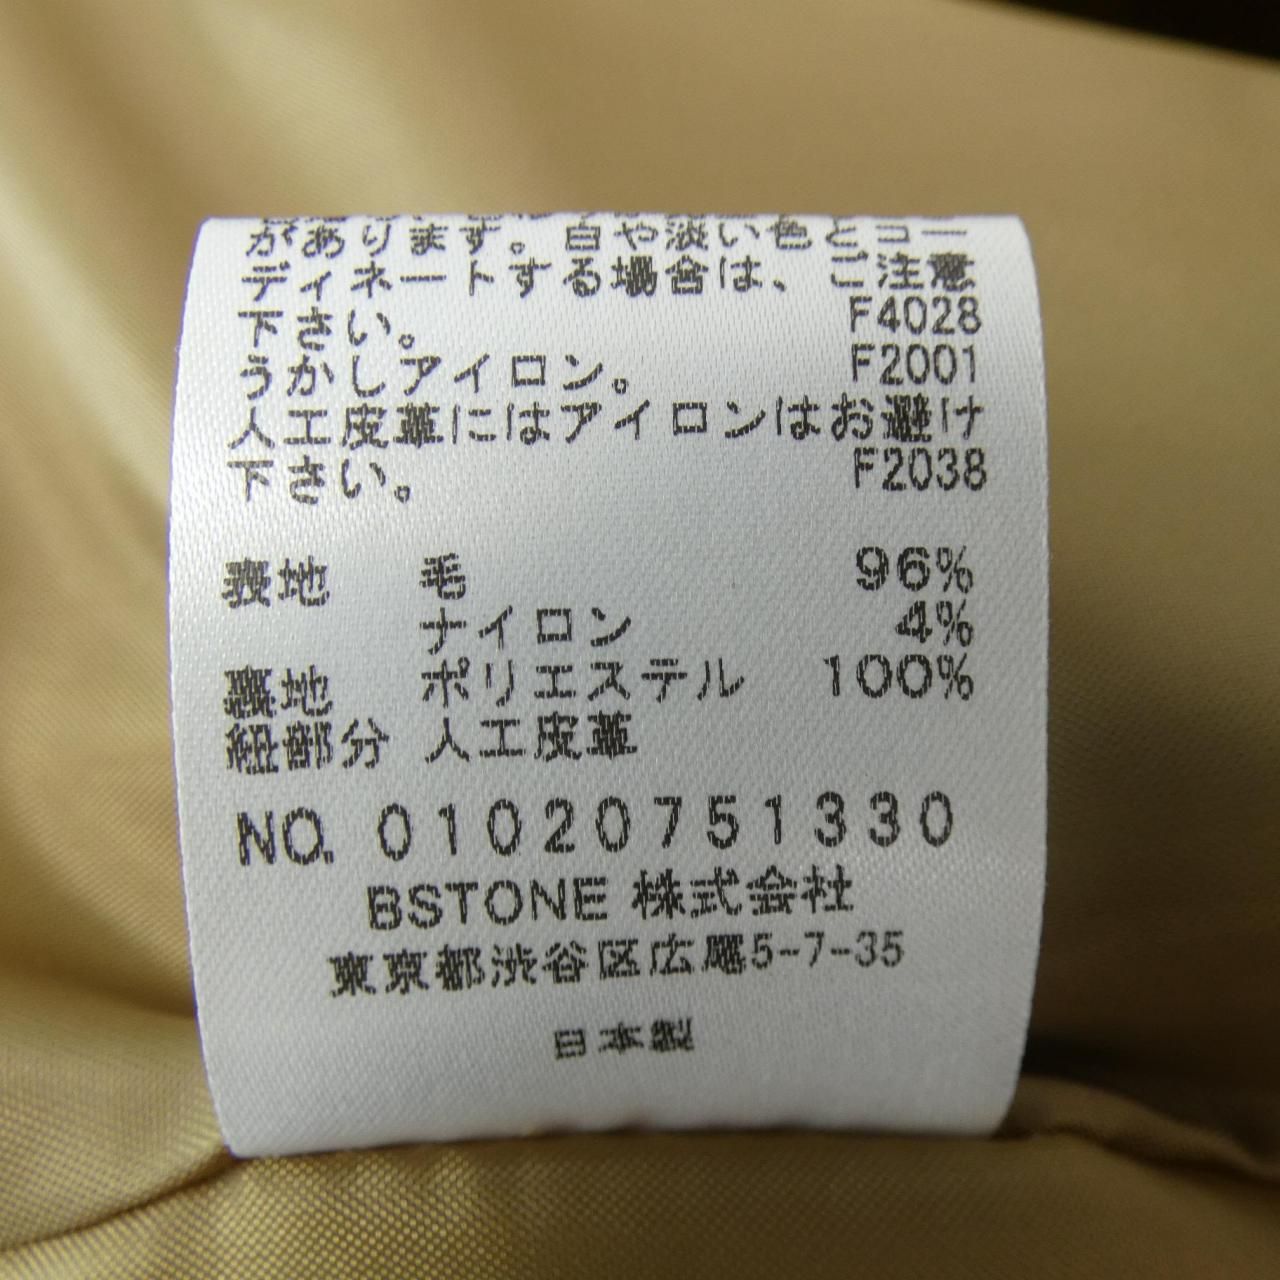 があります。白や淡い色とコー
ディネートする場合は、ご注意
下さい。 F4028
うかしアイロン。 F2001
人工皮革にはアイロンはお避け
下さい。 F2038
表地 毛 96%
ナイロン 4%
裏地 ポリエステル 100%
紐部分 人工皮革
NO. 01020751330
BSTONE 株式会社
東京都渋谷区広尾5-7-35
日本製